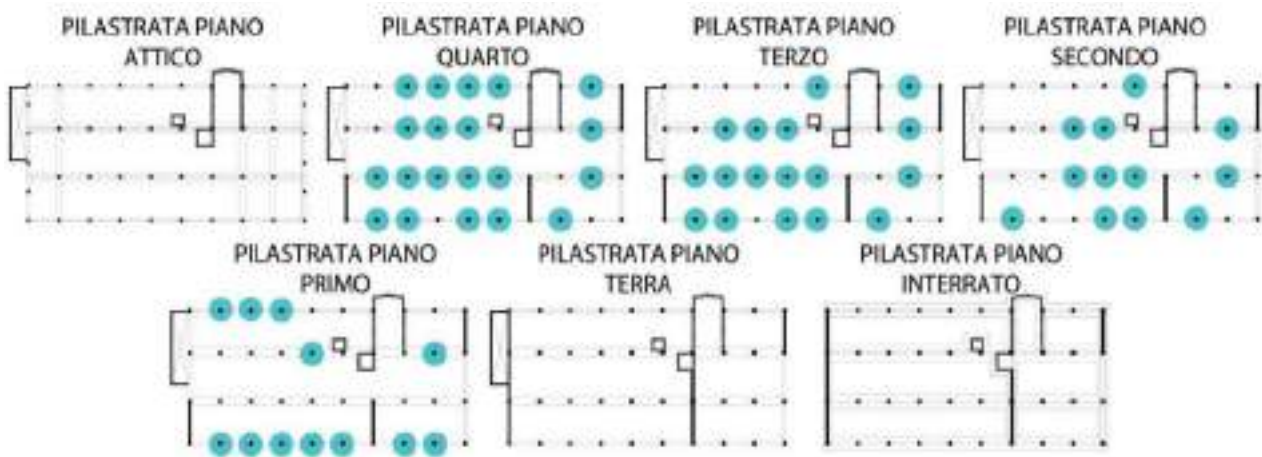 PILASTRATA PIANO
ATTICO
PILASTRATA PIANO
QUARTO
PILASTRATA PIANO
TERZO
PILASTRATA PIANO
SECONDO
PILASTRATA PIANO
PRIMO
PILASTRATA PIANO
TERRA
PILASTRATA PIANO
INTERRATO